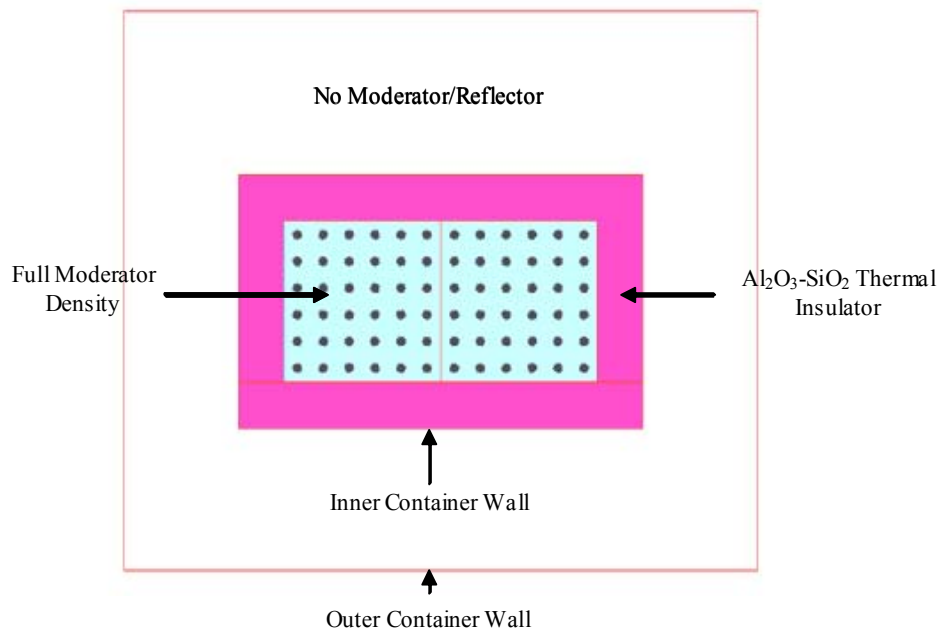 No Moderator/Reflector
Full Moderator
Density
Al₂O₃-SiO₂ Thermal
Insulator
Inner Container Wall
Outer Container Wall